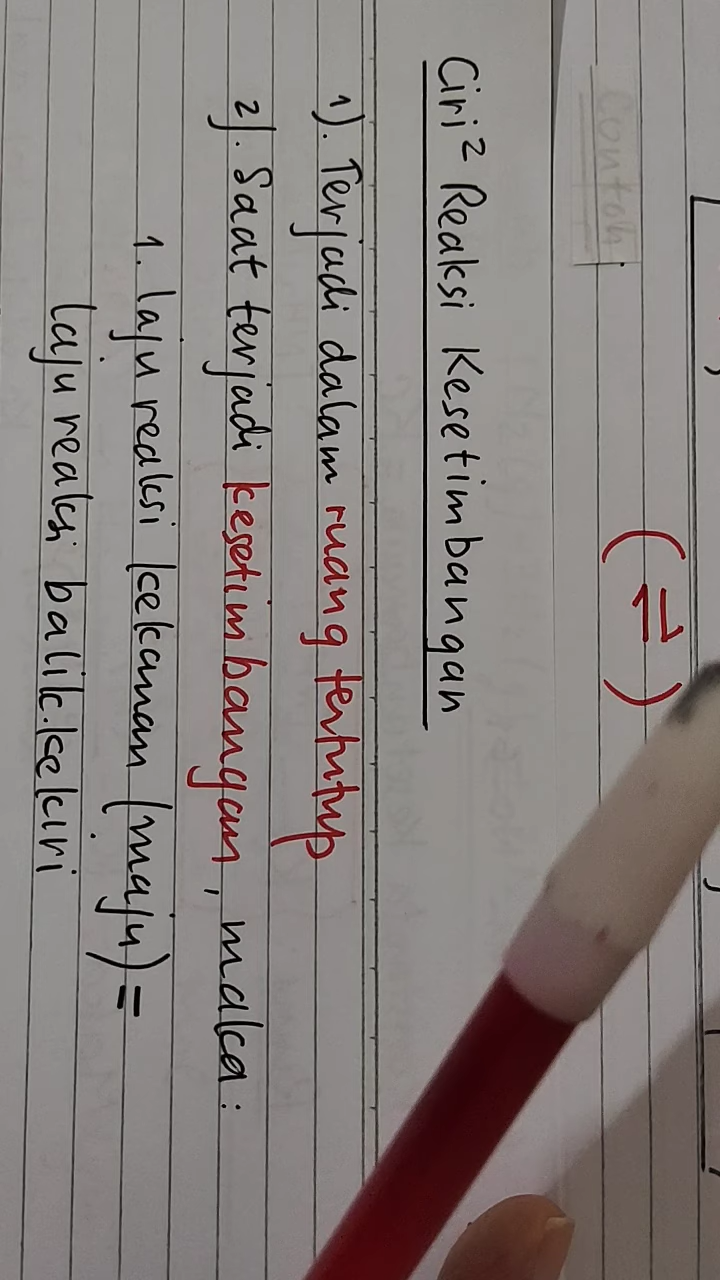 (⇌)
Contoh:
Ciri² Reaksi Kesetimbangan
1). Terjadi dalam ruang tertutup
2). Saat terjadi kesetimbangan, maka:
1. laju reaksi kekanan (maju) =
laju reaksi balik.kekiri